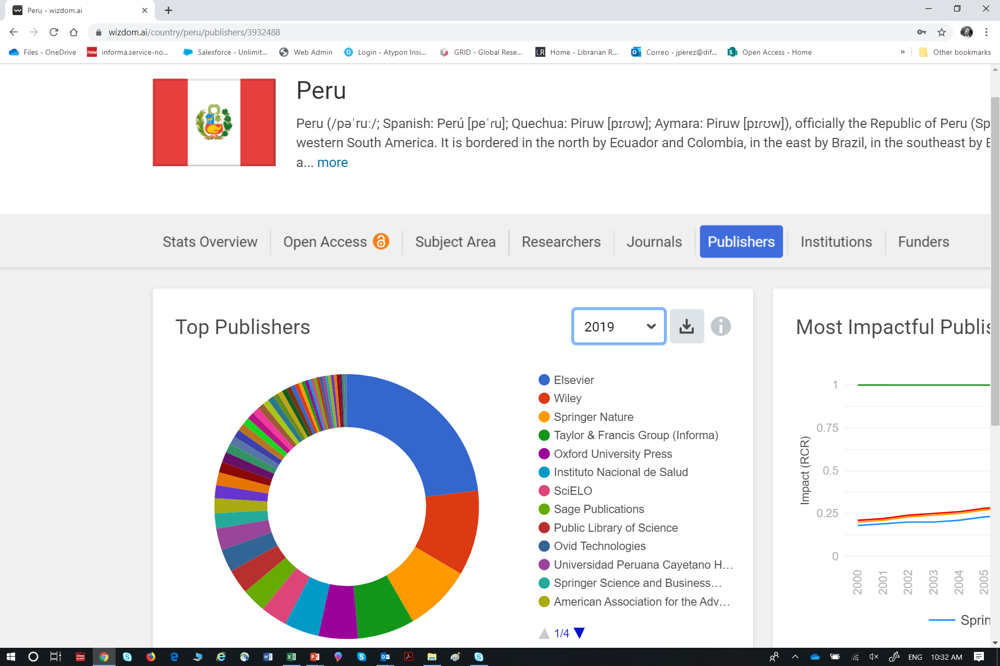 Peru - wizdom.ai
wizdom.ai/country/peru/publishers/3932488
Files - OneDrive
now
informa.service-no...
Salesforce - Unlimit...
Web Admin
Login - Atypon Insi...
GRID - Global Rese...
LR
Home - Librarian R...
Correo - jperez@dif...
Open Access - Home
»
Other bookmarks
Peru
Peru (/pəˈruː/; Spanish: Perú [peˈɾu]; Quechua: Piruw [pɪɾʊw]; Aymara: Piruw [pɪɾʊw]), officially the Republic of Peru (Sp
western South America. It is bordered in the north by Ecuador and Colombia, in the east by Brazil, in the southeast by
a... more
Stats Overview
Open Access
Subject Area
Researchers
Journals
Publishers
Institutions
Funders
Top Publishers
2019
Elsevier
Wiley
Springer Nature
Taylor & Francis Group (Informa)
Oxford University Press
Instituto Nacional de Salud
SciELO
Sage Publications
Public Library of Science
Ovid Technologies
Universidad Peruana Cayetano H...
Springer Science and Business...
American Association for the Adv...
1/4
Most Impactful Publis
Impact (RCR)
1
0.75
0.5
0.25
0
2000
2001
2002
2003
2004
2005
Sprin
ENG
10:32 AM